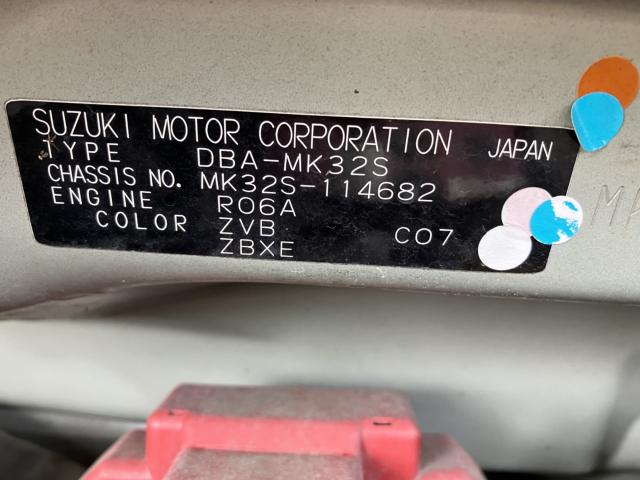 SUZUKI MOTOR CORPORATION JAPAN
TYPE DBA-MK32S
CHASSIS NO. MK32S-114682
ENGINE R06A
COLOR ZVB C07
ZBXE